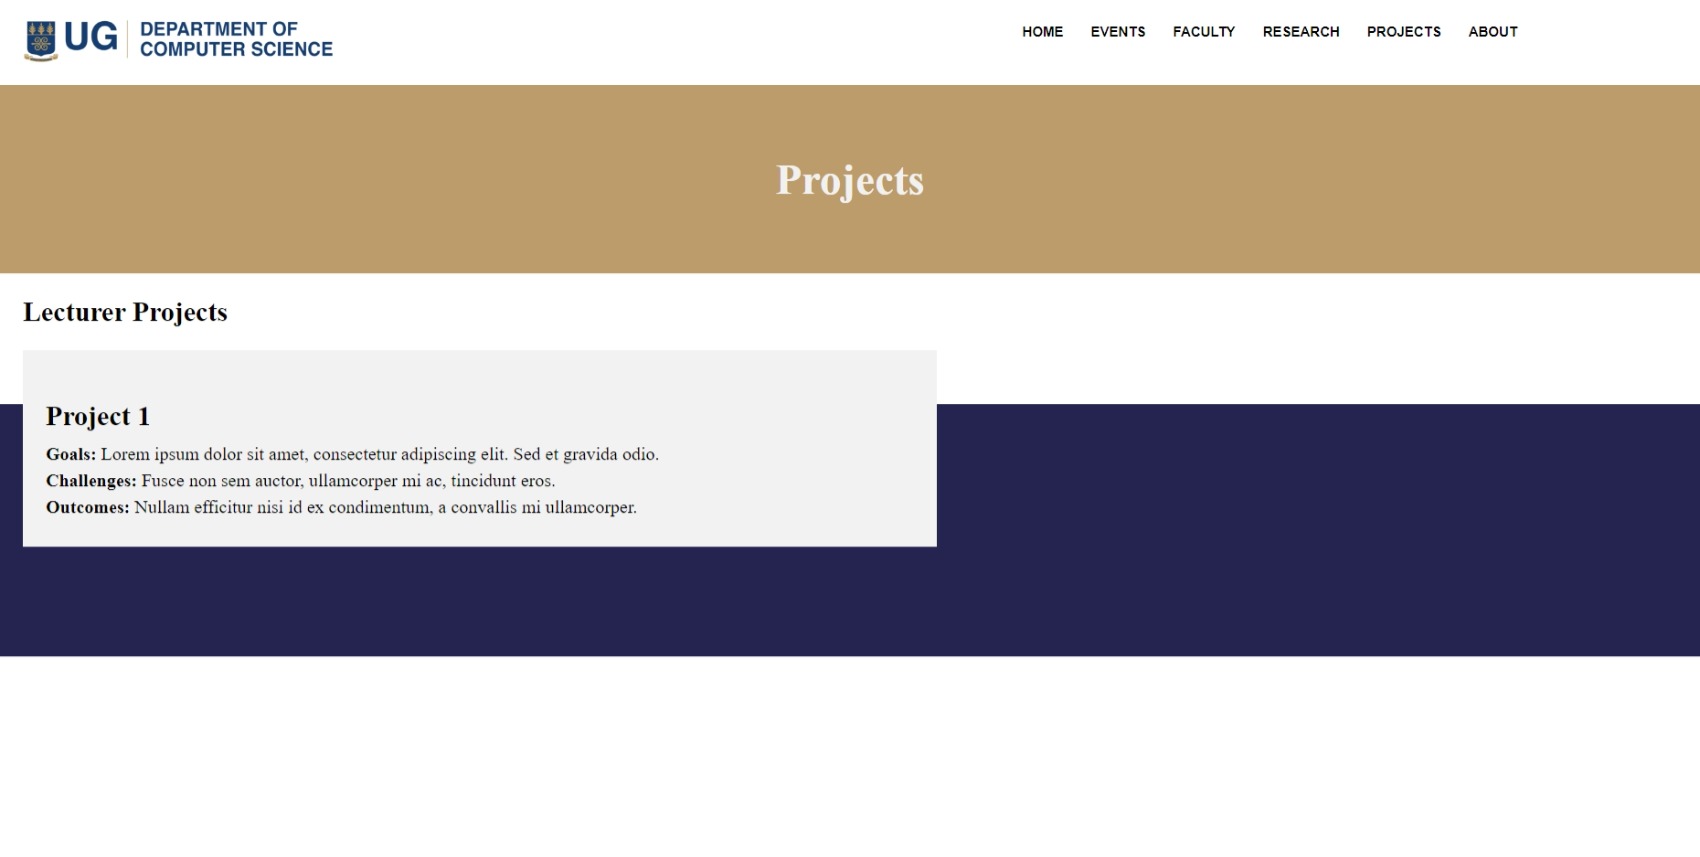 UG
DEPARTMENT OF
COMPUTER SCIENCE
HOME EVENTS FACULTY RESEARCH PROJECTS ABOUT
Projects
Lecturer Projects
Project 1
Goals: Lorem ipsum dolor sit amet, consectetur adipiscing elit. Sed et gravida odio.
Challenges: Fusce non sem auctor, ullamcorper mi ac, tincidunt eros.
Outcomes: Nullam efficitur nisi id ex condimentum, a convallis mi ullamcorper.